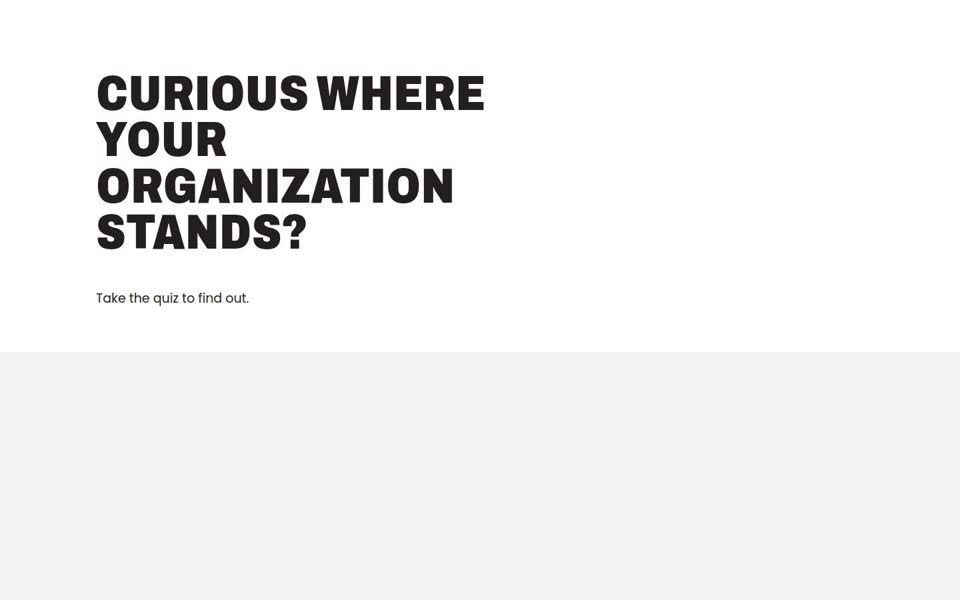 CURIOUS WHERE
YOUR
ORGANIZATION
STANDS?
Take the quiz to find out.